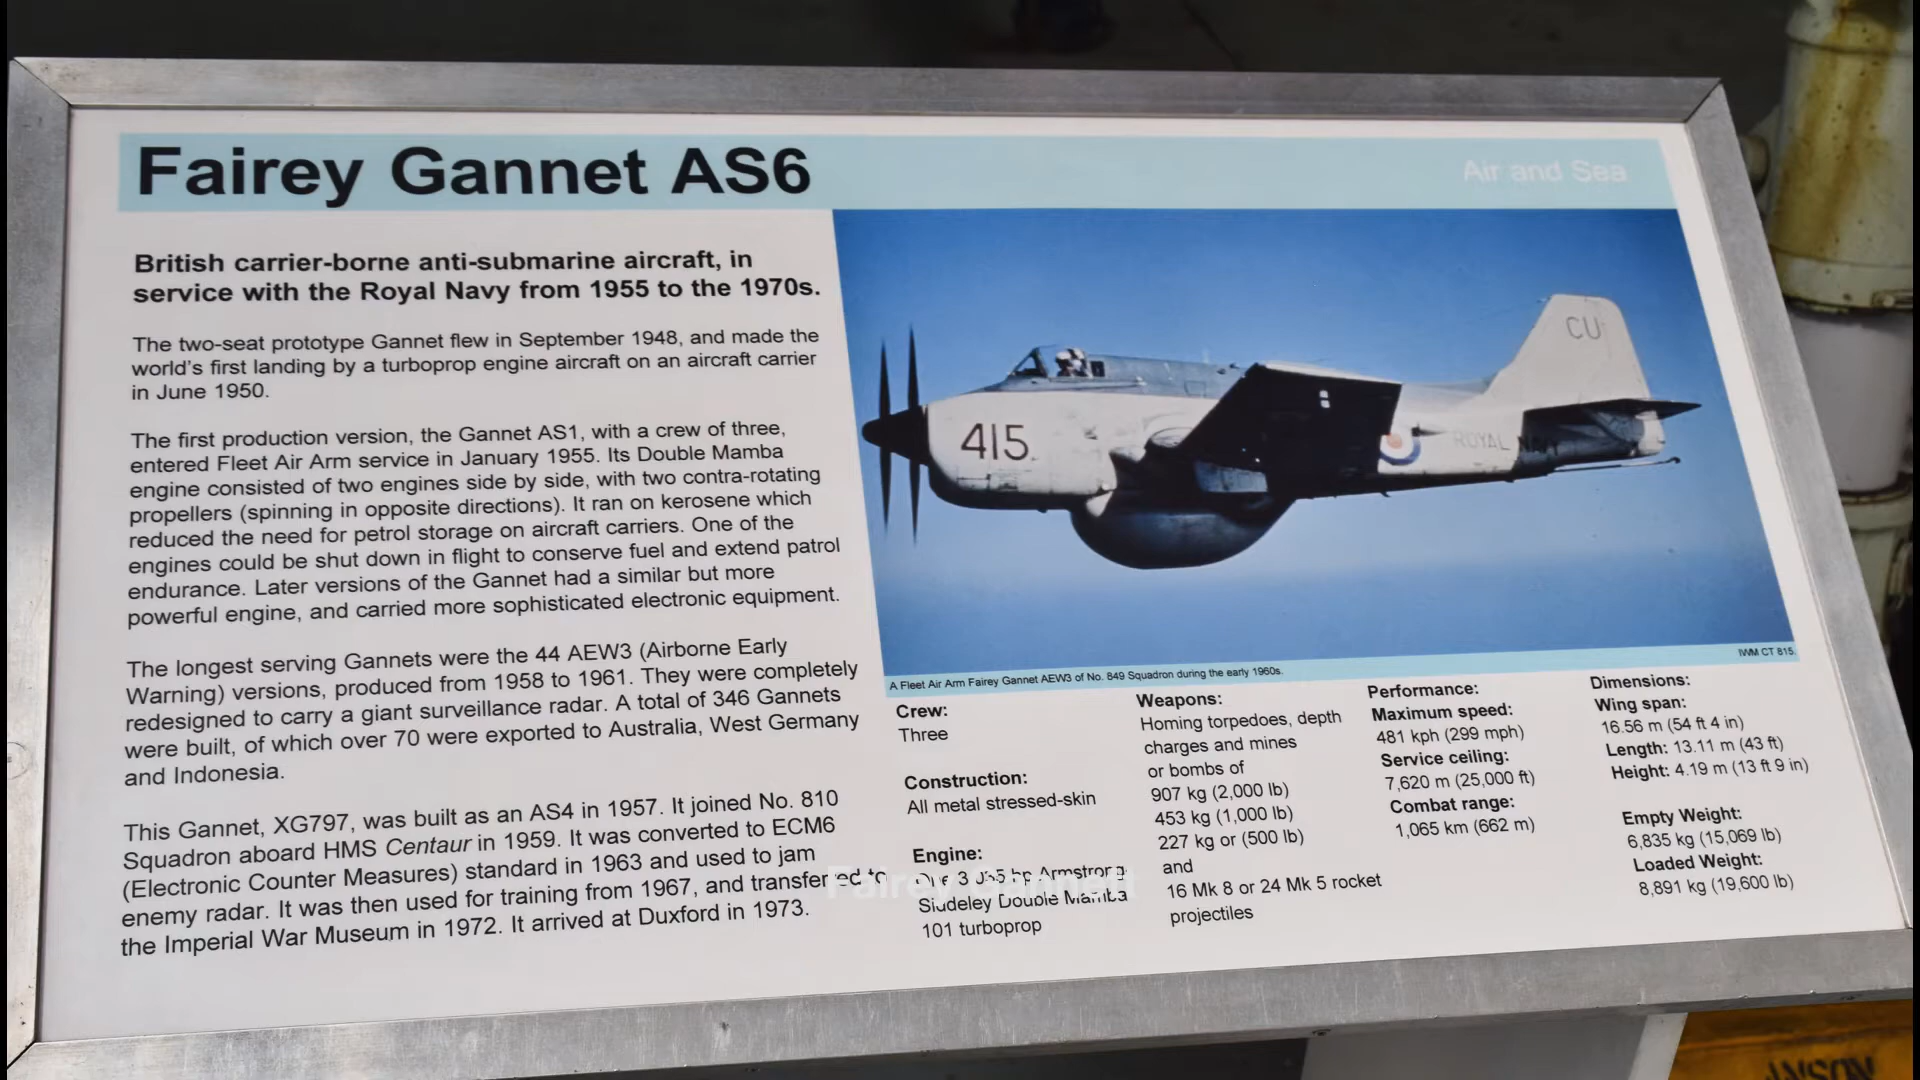 Fairey Gannet AS6
Air and Sea
British carrier-borne anti-submarine aircraft, in
service with the Royal Navy from 1955 to the 1970s.
The two-seat prototype Gannet flew in September 1948, and made the
world's first landing by a turboprop engine aircraft on an aircraft carrier
in June 1950.
The first production version, the Gannet AS1, with a crew of three,
entered Fleet Air Arm service in January 1955. Its Double Mamba
engine consisted of two engines side by side, with two contra-rotating
propellers (spinning in opposite directions). It ran on kerosene which
reduced the need for petrol storage on aircraft carriers. One of the
engines could be shut down in flight to conserve fuel and extend patrol
endurance. Later versions of the Gannet had a similar but more
powerful engine, and carried more sophisticated electronic equipment.
The longest serving Gannets were the 44 AEW3 (Airborne Early
Warning) versions, produced from 1958 to 1961. They were completely
redesigned to carry a giant surveillance radar. A total of 346 Gannets
were built, of which over 70 were exported to Australia, West Germany
and Indonesia.
This Gannet, XG797, was built as an AS4 in 1957. It joined No. 810
Squadron aboard HMS Centaur in 1959. It was converted to ECM6
(Electronic Counter Measures) standard in 1963 and used to jam
enemy radar. It was then used for training from 1967, and transferred to
the Imperial War Museum in 1972. It arrived at Duxford in 1973.
CU
415
ROYAL NAVY
IWM CT 815.
A Fleet Air Arm Fairey Gannet AEW3 of No. 849 Squadron during the early 1960s.
Crew:
Three
Construction:
All metal stressed-skin
Engine:
One hp Armstrong
Siddeley Double Mamba
101 turboprop
Fairey Gannett
Weapons:
Homing torpedoes, depth
charges and mines
or bombs of
907 kg (2,000 lb)
453 kg (1,000 lb)
227 kg or (500 lb)
and
16 Mk 8 or 24 Mk 5 rocket
projectiles
Performance:
Maximum speed:
481 kph (299 mph)
Service ceiling:
7,620 m (25,000 ft)
Combat range:
1,065 km (662 m)
Dimensions:
Wing span:
16.56 m (54 ft 4 in)
Length: 13.11 m (43 ft)
Height: 4.19 m (13 ft 9 in)
Empty Weight:
6,835 kg (15,069 lb)
Loaded Weight:
8,891 kg (19,600 lb)